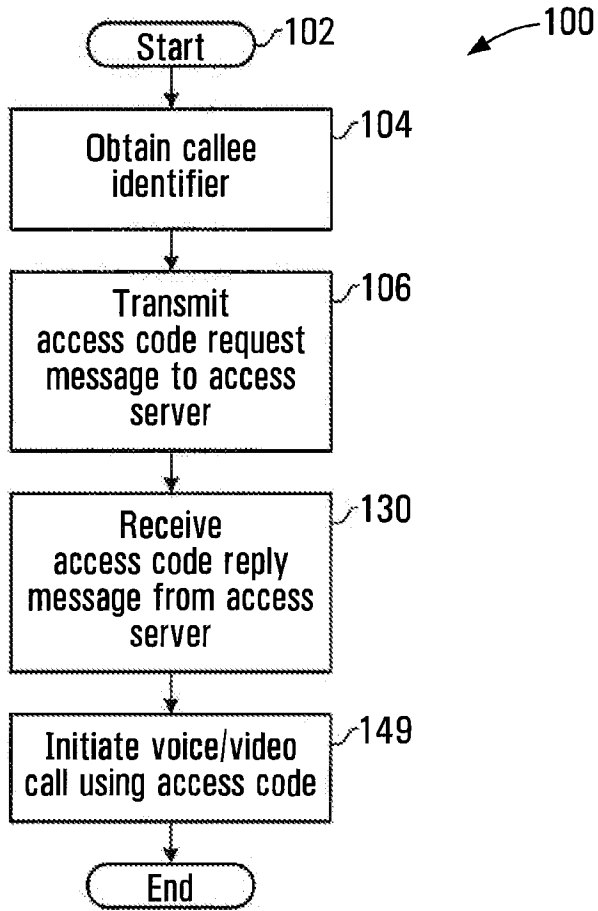 Start
102
100
Obtain callee
identifier
104
Transmit
access code request
message to access
server
106
Receive
access code reply
message from access
server
130
Initiate voice/video
call using access code
149
End